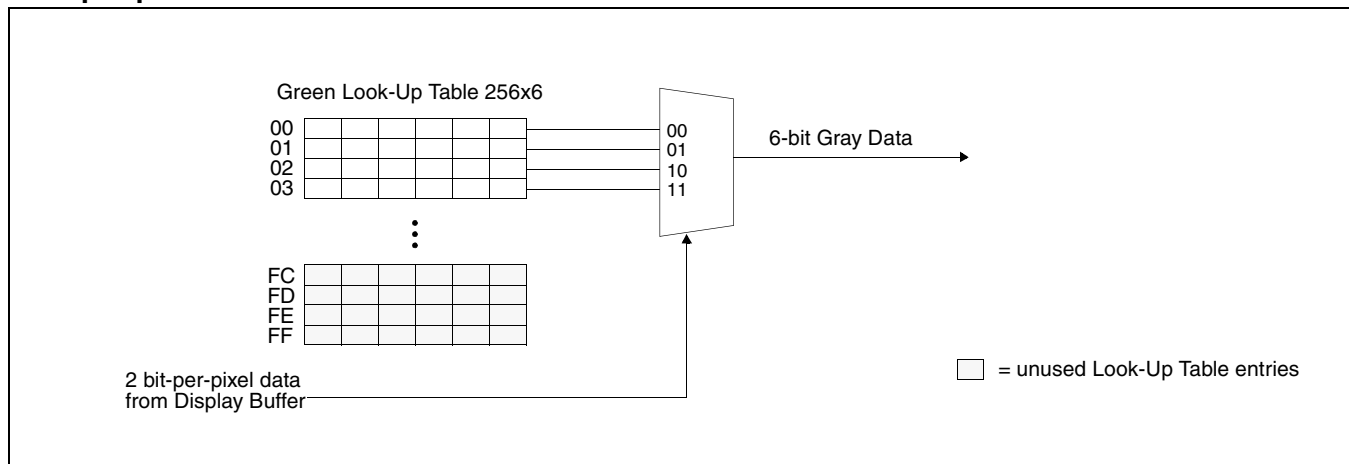 Green Look-Up Table 256x6
00
01
02
03
00
01
10
11
6-bit Gray Data
FC
FD
FE
FF
2 bit-per-pixel data
from Display Buffer
= unused Look-Up Table entries